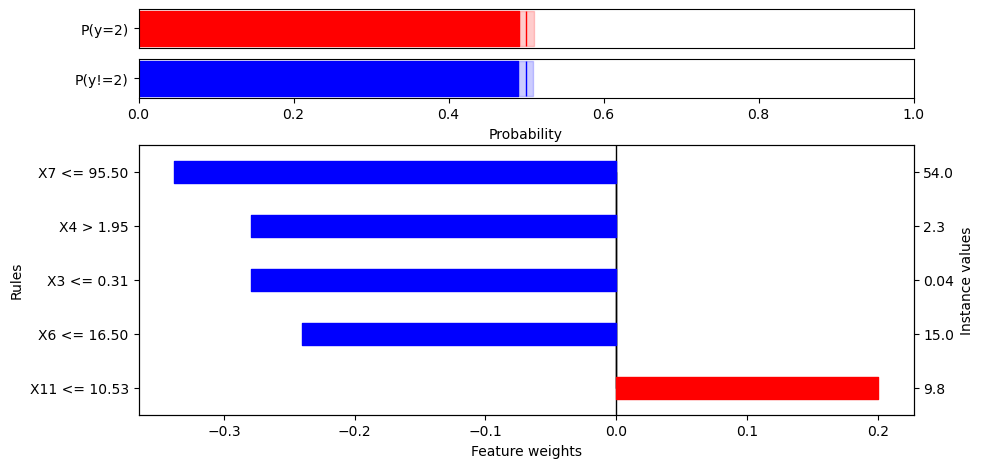 P(y=2)
P(y!=2)
0.0 0.2 0.4 0.6 0.8 1.0
Probability
X7 <= 95.50 54.0
X4 > 1.95 2.3
X3 <= 0.31 0.04
X6 <= 16.50 15.0
X11 <= 10.53 9.8
Rules
Instance values
−0.3 −0.2 −0.1 0.0 0.1 0.2
Feature weights